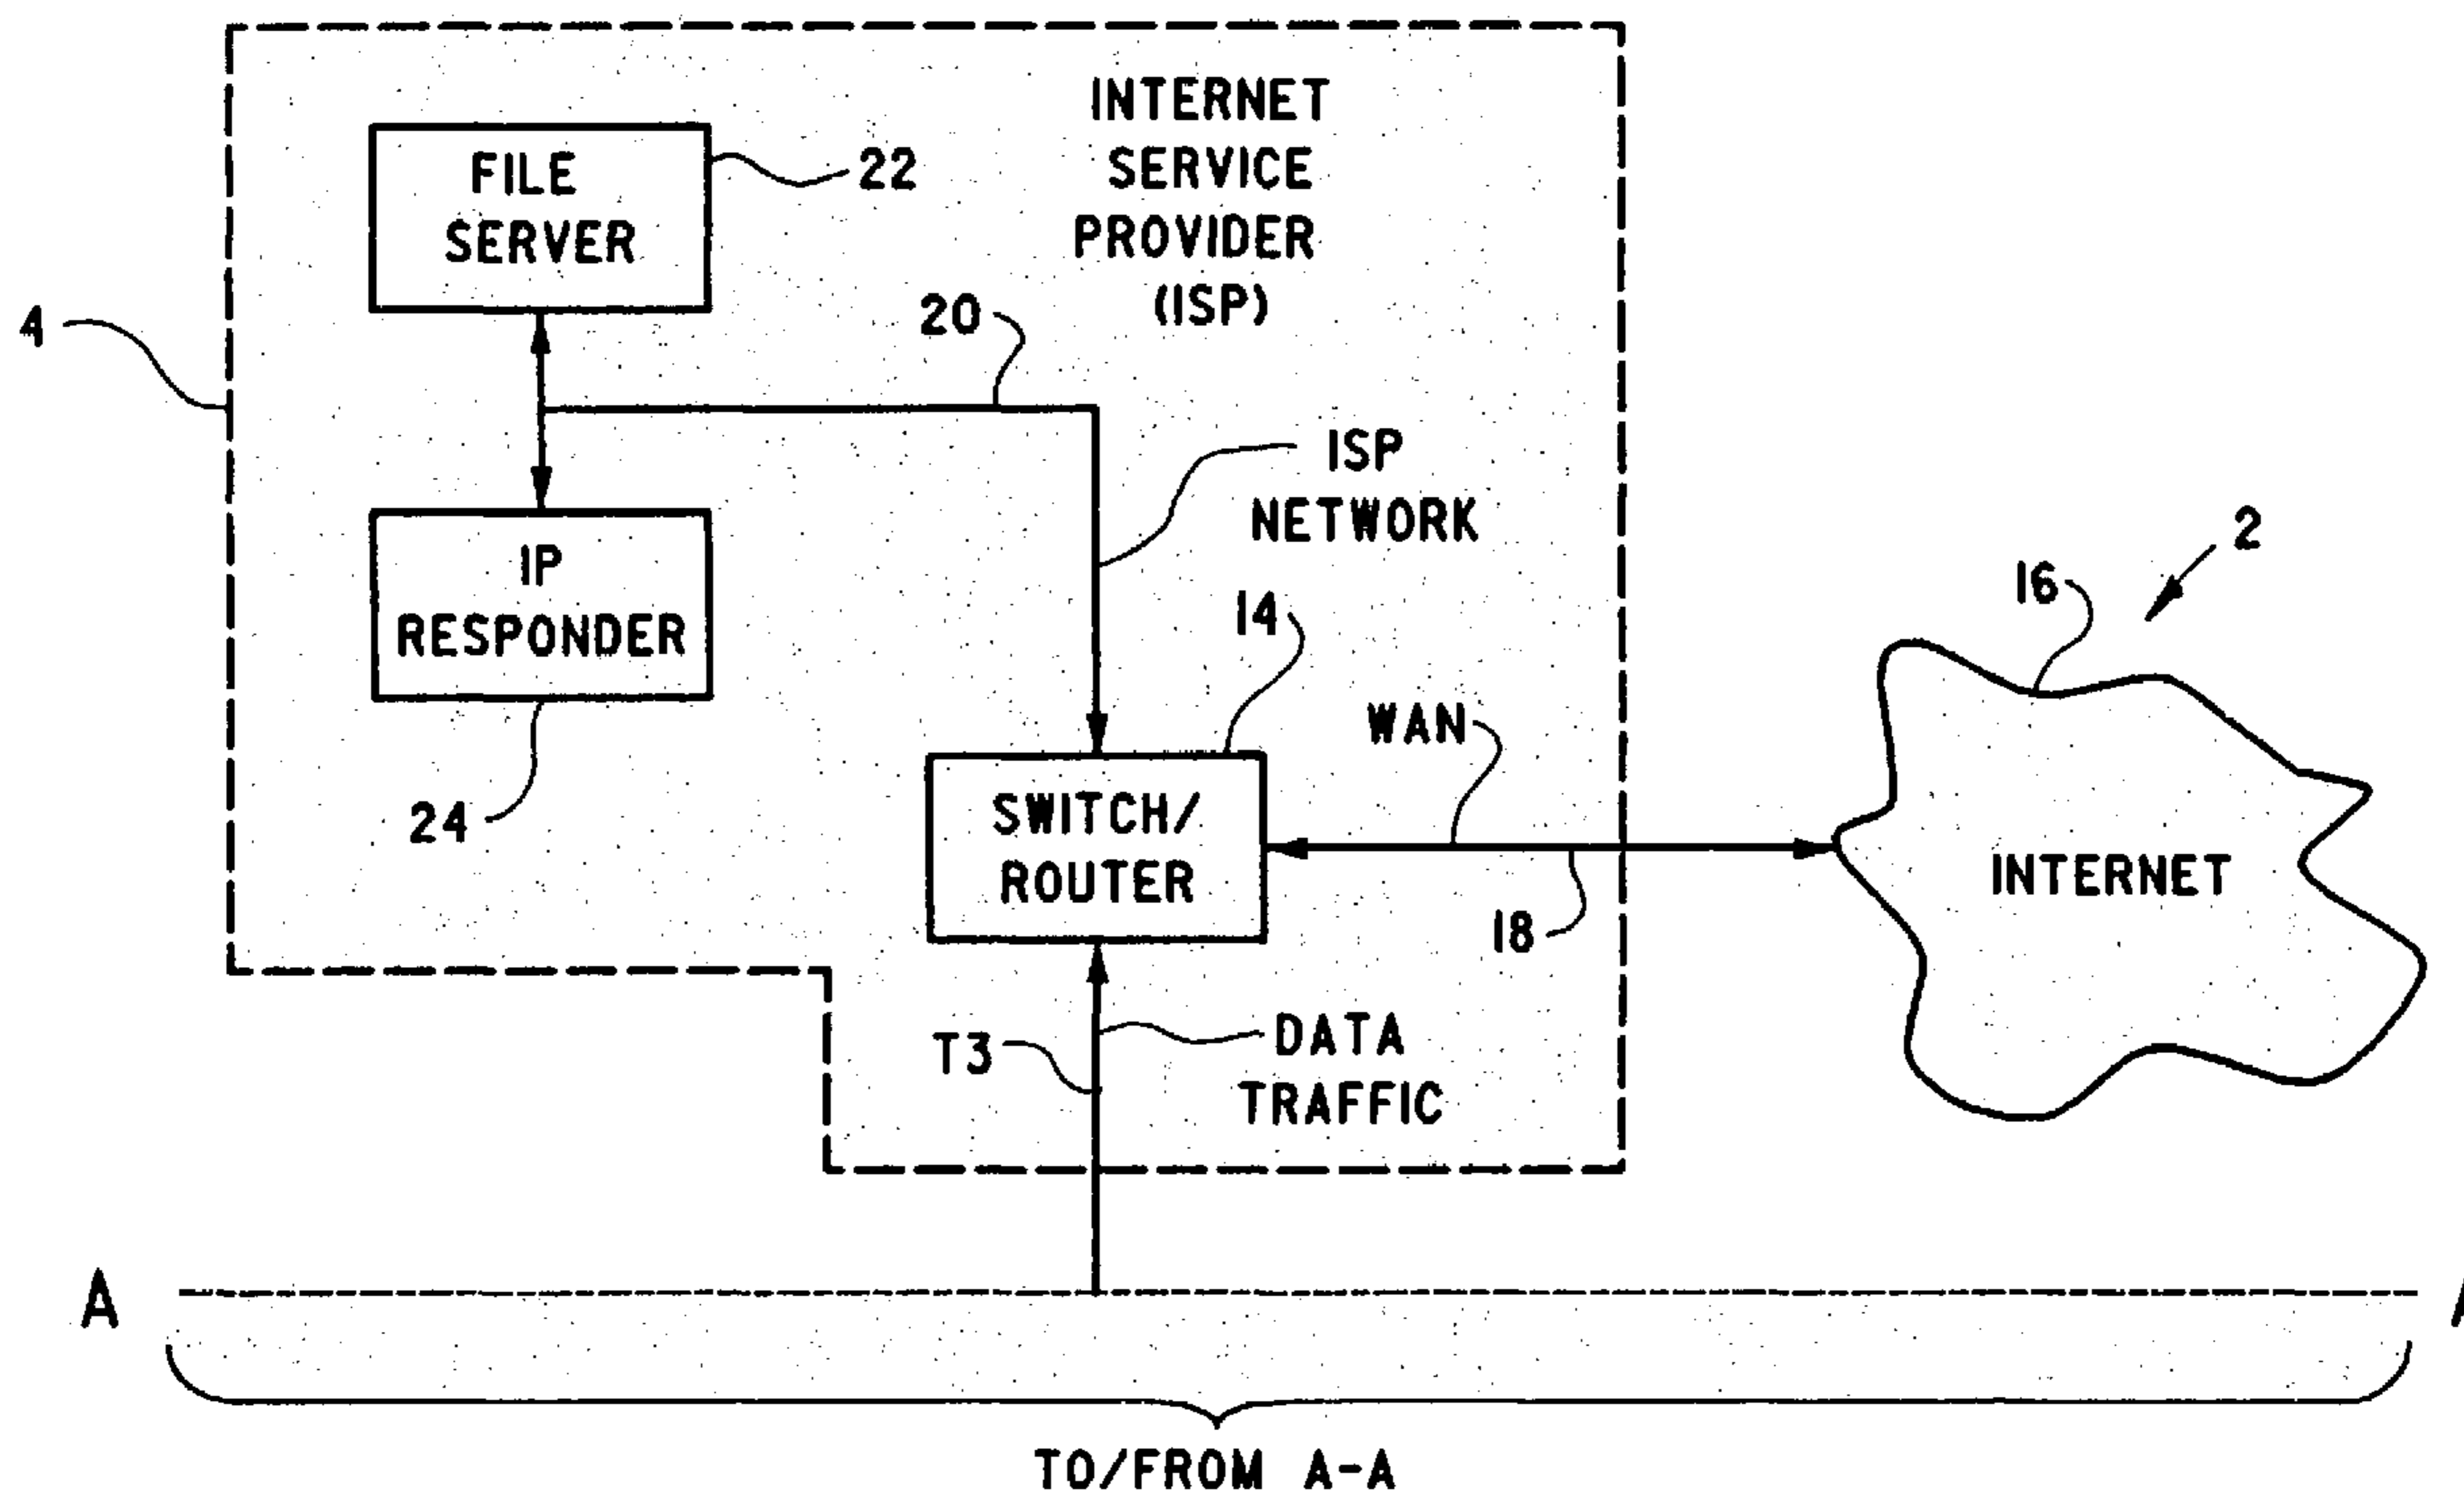 INTERNET
SERVICE
PROVIDER
(ISP)
FILE
SERVER
22
20
4
ISP
NETWORK
IP
RESPONDER
24
14
WAN
2
16
SWITCH/
ROUTER
INTERNET
18
T3
DATA
TRAFFIC
A
TO/FROM A-A